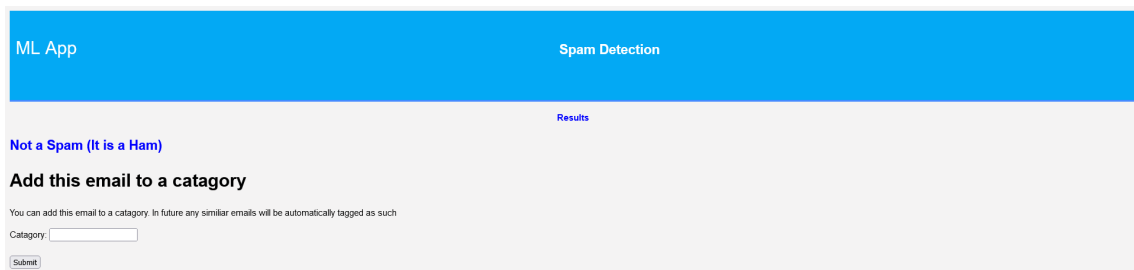 ML App
Spam Detection
Results
Not a Spam (It is a Ham)
Add this email to a catagory
You can add this email to a catagory. In future any similiar emails will be automatically tagged as such
Catagory:
Submit